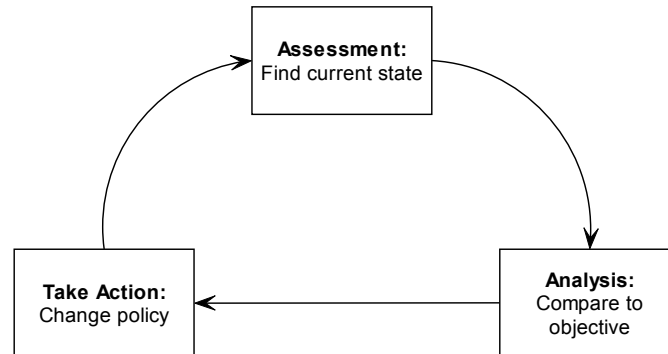 Assessment:
Find current state
Take Action:
Change policy
Analysis:
Compare to
objective